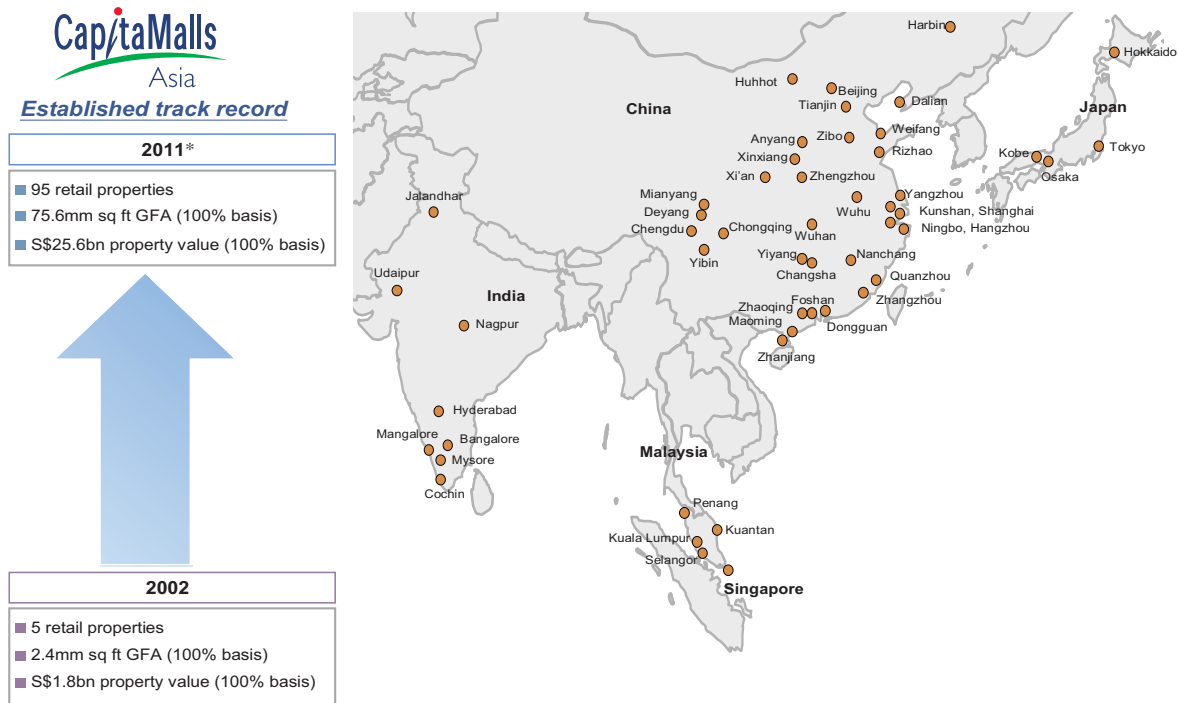 CapitaMalls
Asia
Established track record
2011*
95 retail properties
75.6mm sq ft GFA (100% basis)
S$25.6bn property value (100% basis)
2002
5 retail properties
2.4mm sq ft GFA (100% basis)
S$1.8bn property value (100% basis)
Harbin
Hokkaido
Huhhot
Beijing
Tianjin
Dalian
China
Japan
Anyang
Zibo
Weifang
Xinxiang
Rizhao
Kobe
Tokyo
Osaka
Xi'an
Zhengzhou
Mianyang
Yangzhou
Deyang
Wuhu
Kunshan, Shanghai
Chengdu
Chongqing
Wuhan
Ningbo, Hangzhou
Yibin
Yiyang
Nanchang
Changsha
Quanzhou
Zhaoqing
Foshan
Zhangzhou
Maoming
Dongguan
Zhanjiang
Jalandhar
Udaipur
India
Nagpur
Hyderabad
Mangalore
Bangalore
Mysore
Cochin
Malaysia
Penang
Kuantan
Kuala Lumpur
Selangor
Singapore